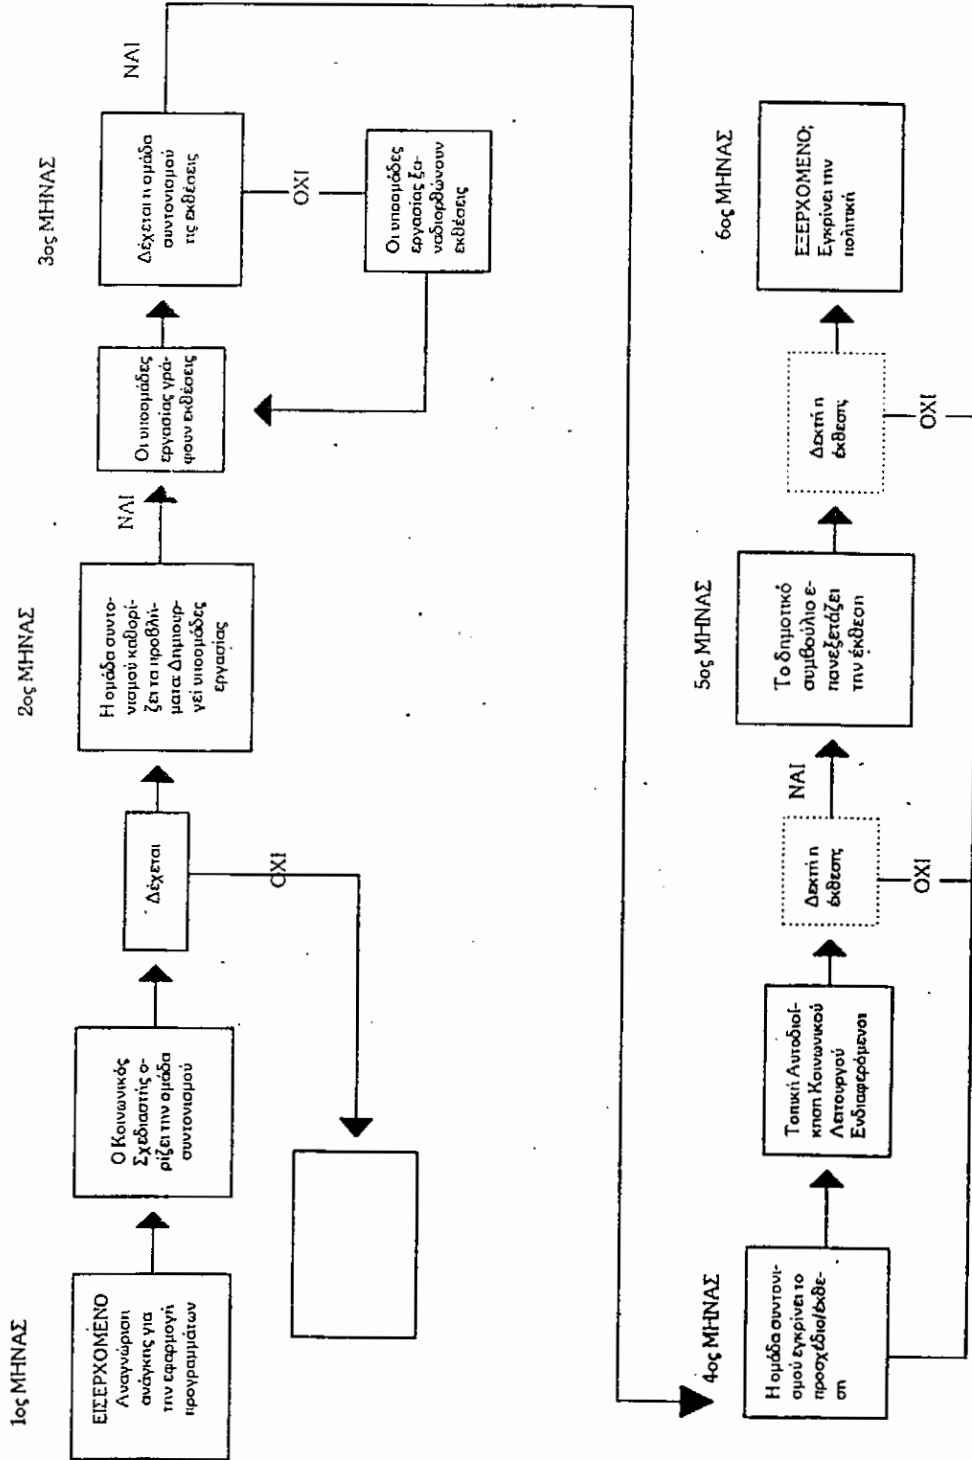 1ος ΜΗΝΑΣ
ΕΙΣΕΡΧΟΜΕΝΟ
Αναγνώριση
ανάγκης για
την εφαρμογή
προγραμμάτων
Ο Κοινωνικός
Σχεδιαστής ο-
ρίζει την ομάδα
συντονισμού
Δέχεται
ΟΧΙ
2ος ΜΗΝΑΣ
Η ομάδα συντο-
νισμού καθορί-
ζει τα προβλή-
ματα: Δημιουρ-
γεί υποομάδες
εργασίας
ΝΑΙ
Οι υποομάδες
εργασίας γρά-
φουν εκθέσεις
3ος ΜΗΝΑΣ
Δέχεται η ομάδα
συντονισμού
τις εκθέσεις
ΝΑΙ
ΟΧΙ
Οι υποομάδες
εργασίας ξα-
ναδιορθώνουν
εκθέσεις
4ος ΜΗΝΑΣ
Η ομάδα συντονι-
σμού εγκρίνει το
προσχέδιο/έκθε-
ση
Τοπική Αυτοδιοί-
κηση Κοινωνικού
Λειτουργού
Ενδιαφερόμενοι
Δεκτή η
έκθεσις
ΝΑΙ
ΟΧΙ
5ος ΜΗΝΑΣ
Το δημοτικό
συμβούλιο ε-
πανεξετάζει
την έκθεση
Δεκτή η
έκθεσις
ΟΧΙ
6ος ΜΗΝΑΣ
ΕΞΕΡΧΟΜΕΝΟ;
Εγκρίνει την
πολιτική